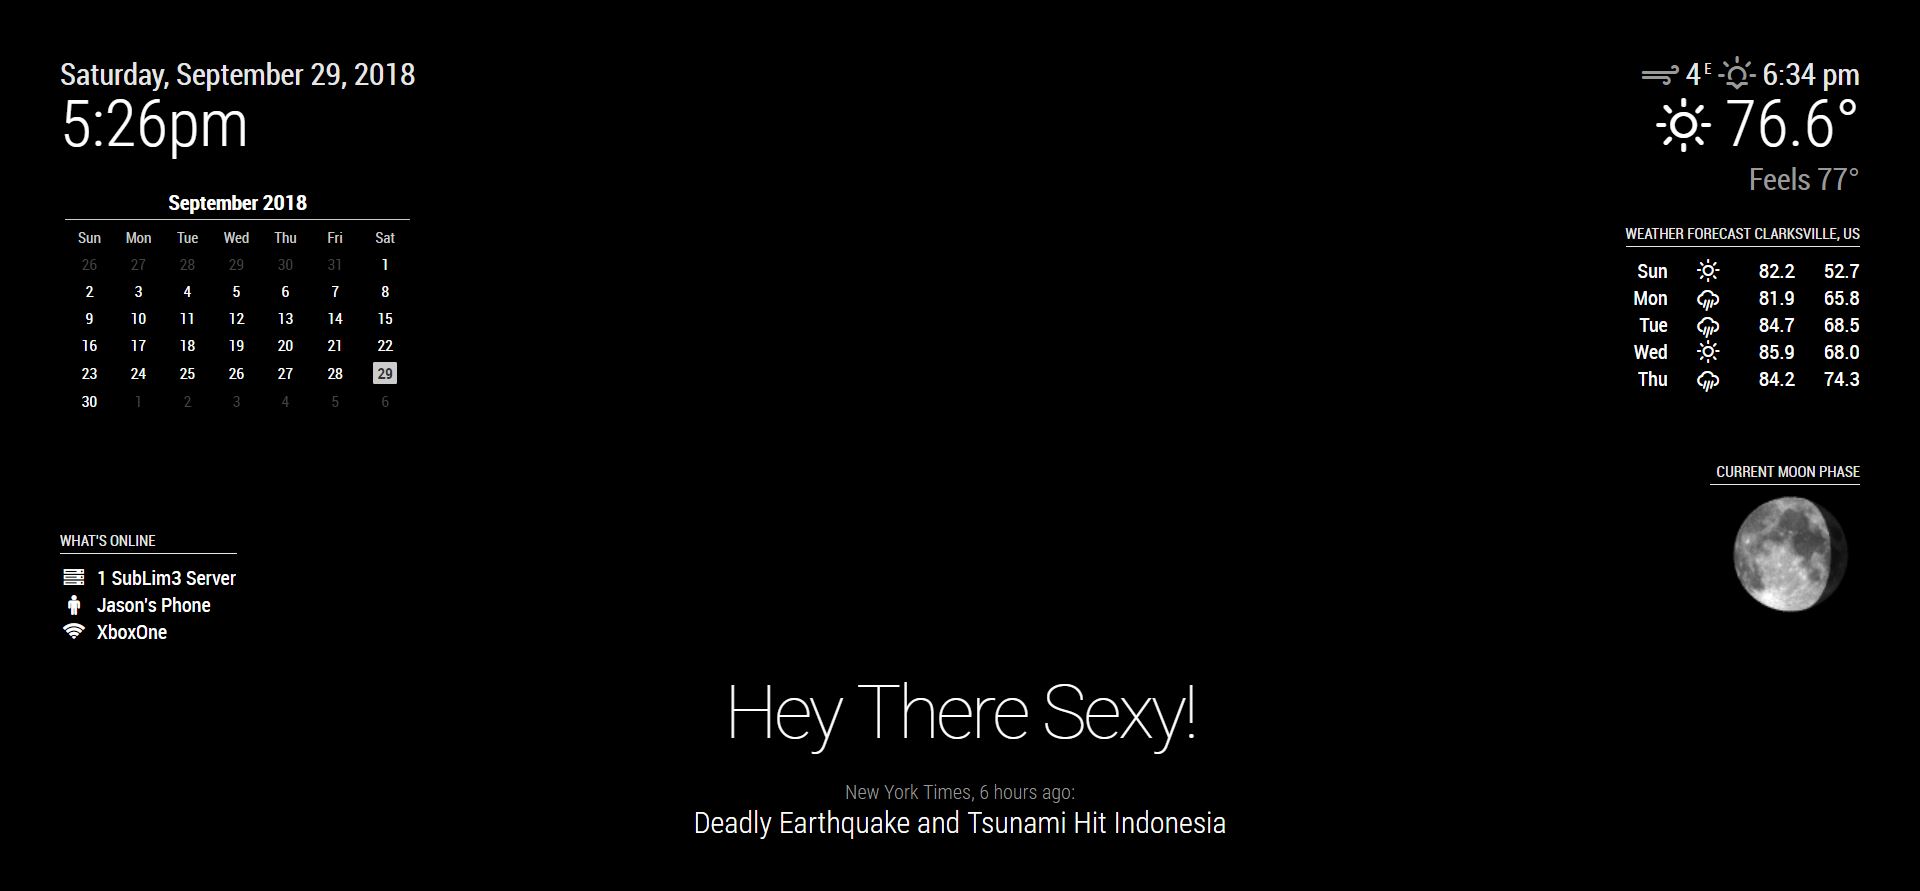 Saturday, September 29, 2018
5:26pm
September 2018
Sun Mon Tue Wed Thu Fri Sat
26 27 28 29 30 31 1
2 3 4 5 6 7 8
9 10 11 12 13 14 15
16 17 18 19 20 21 22
23 24 25 26 27 28 29
30 1 2 3 4 5 6
WHAT'S ONLINE
1 SubLim3 Server
Jason's Phone
XboxOne
4 E 6:34 pm
76.6°
Feels 77°
WEATHER FORECAST CLARKSVILLE, US
Sun 82.2 52.7
Mon 81.9 65.8
Tue 84.7 68.5
Wed 85.9 68.0
Thu 84.2 74.3
CURRENT MOON PHASE
Hey There Sexy!
New York Times, 6 hours ago:
Deadly Earthquake and Tsunami Hit Indonesia